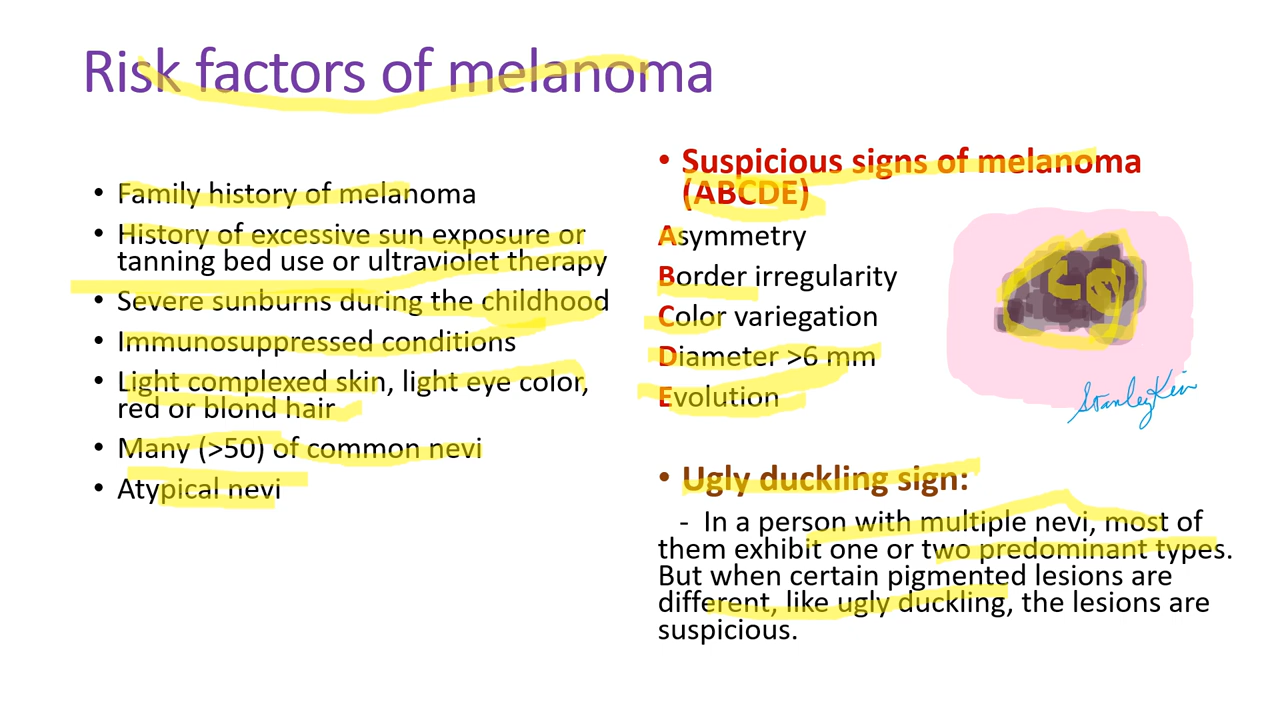 Risk factors of melanoma
• Family history of melanoma
• History of excessive sun exposure or
tanning bed use or ultraviolet therapy
• Severe sunburns during the childhood
• Immunosuppressed conditions
• Light complexed skin, light eye color,
red or blond hair
• Many (>50) of common nevi
• Atypical nevi
• Suspicious signs of melanoma
(ABCDE)
Asymmetry
Border irregularity
Color variegation
Diameter >6 mm
Evolution
StanleyKim
• Ugly duckling sign:
- In a person with multiple nevi, most of
them exhibit one or two predominant types.
But when certain pigmented lesions are
different, like ugly duckling, the lesions are
suspicious.